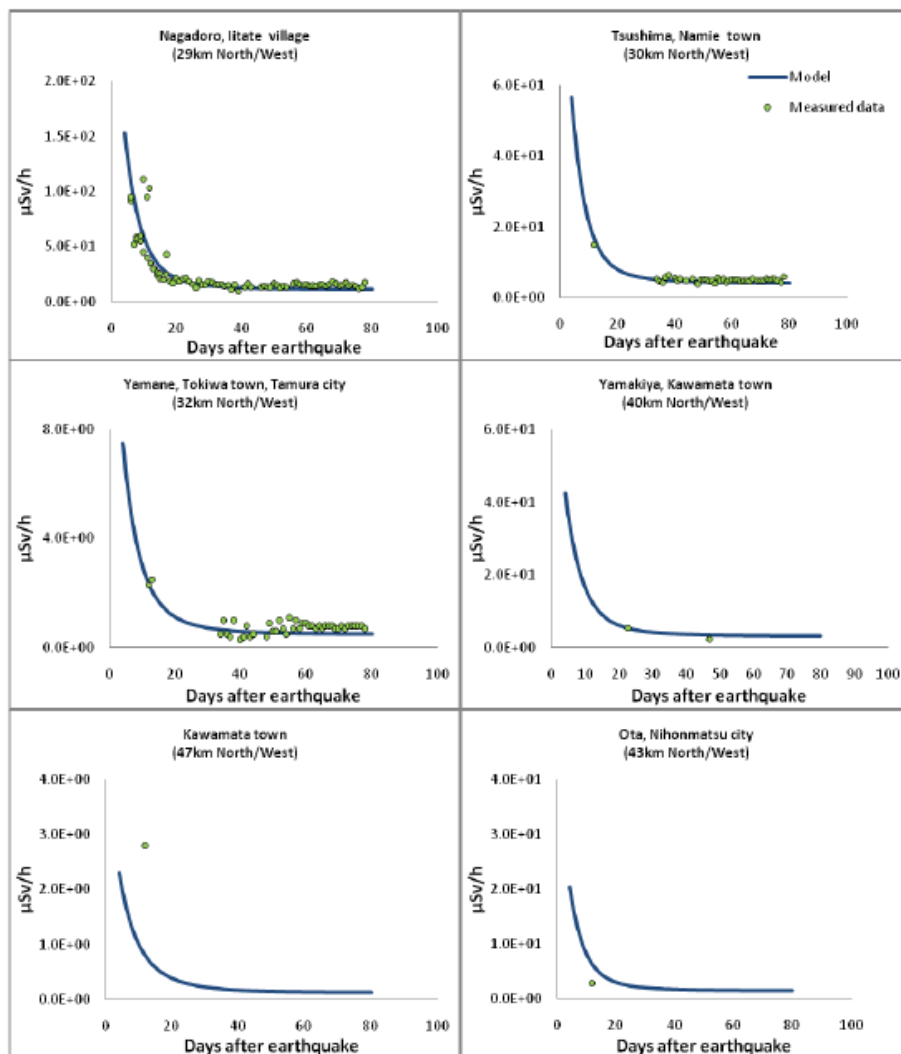 Nagadoro, Iitate village
(29km North/West)
2.0E+02
1.5E+02
1.0E+02
5.0E+01
0.0E+00
µSv/h
0 20 40 60 80 100
Days after earthquake
Tsushima, Namie town
(30km North/West)
Model
Measured data
6.0E+01
4.0E+01
2.0E+01
0.0E+00
µSv/h
0 20 40 60 80 100
Days after earthquake
Yamane, Tokiwa town, Tamura city
(32km North/West)
8.0E+00
4.0E+00
0.0E+00
µSv/h
0 20 40 60 80 100
Days after earthquake
Yamakiya, Kawamata town
(40km North/West)
6.0E+01
4.0E+01
2.0E+01
0.0E+00
µSv/h
0 10 20 30 40 50 60 70 80 90 100
Days after earthquake
Kawamata town
(47km North/West)
4.0E+00
3.0E+00
2.0E+00
1.0E+00
0.0E+00
µSv/h
0 20 40 60 80 100
Days after earthquake
Ota, Nihonmatsu city
(43km North/West)
4.0E+01
3.0E+01
2.0E+01
1.0E+01
0.0E+00
µSv/h
0 20 40 60 80 100
Days after earthquake